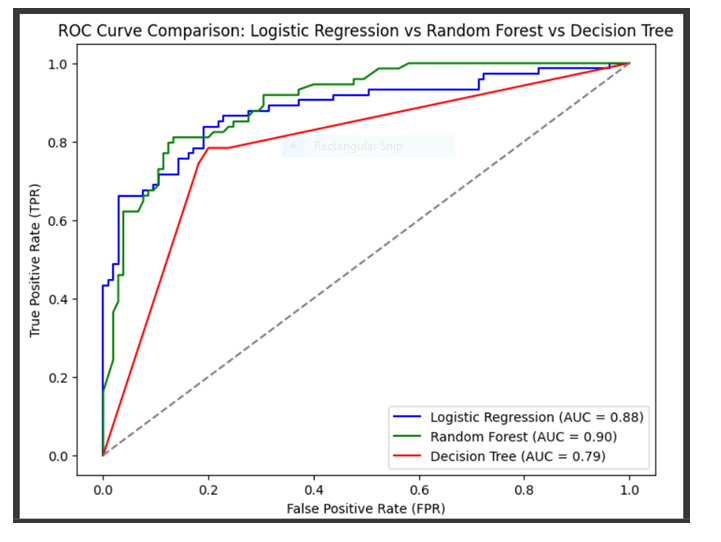 ROC Curve Comparison: Logistic Regression vs Random Forest vs Decision Tree
True Positive Rate (TPR)
1.0
0.8
0.6
0.4
0.2
0.0
Rectangular Snip
Logistic Regression (AUC = 0.88)
Random Forest (AUC = 0.90)
Decision Tree (AUC = 0.79)
0.0 0.2 0.4 0.6 0.8 1.0
False Positive Rate (FPR)